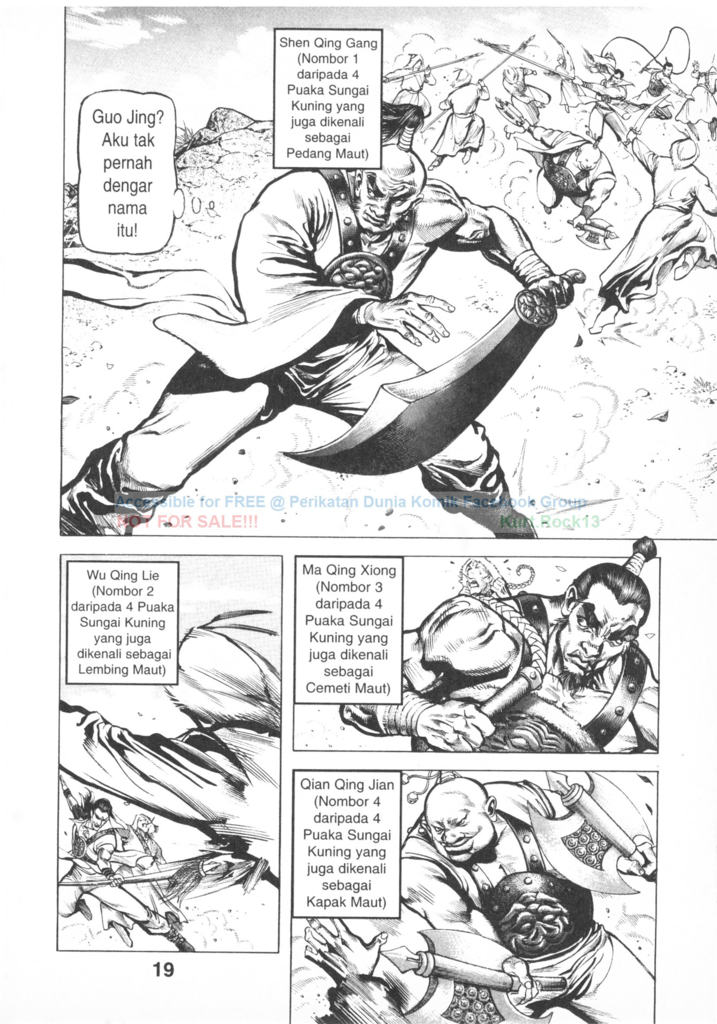 Shen Qing Gang
(Nombor 1
daripada 4
Puaka Sungai
Kuning yang
juga dikenali
sebagai
Pedang Maut)
Guo Jing?
Aku tak
pernah
dengar
nama
itu!
Accessible for FREE @ Perikatan Dunia Komik Facebook Group
NOT FOR SALE!!!
Kuri Rock13
Wu Qing Lie
(Nombor 2
daripada 4 Puaka
Sungai Kuning
yang juga
dikenali sebagai
Lembing Maut)
Ma Qing Xiong
(Nombor 3
daripada 4
Puaka Sungai
Kuning yang
juga dikenali
sebagai
Cemeti Maut)
Qian Qing Jian
(Nombor 4
daripada 4
Puaka Sungai
Kuning yang
juga dikenali
sebagai
Kapak Maut)
19